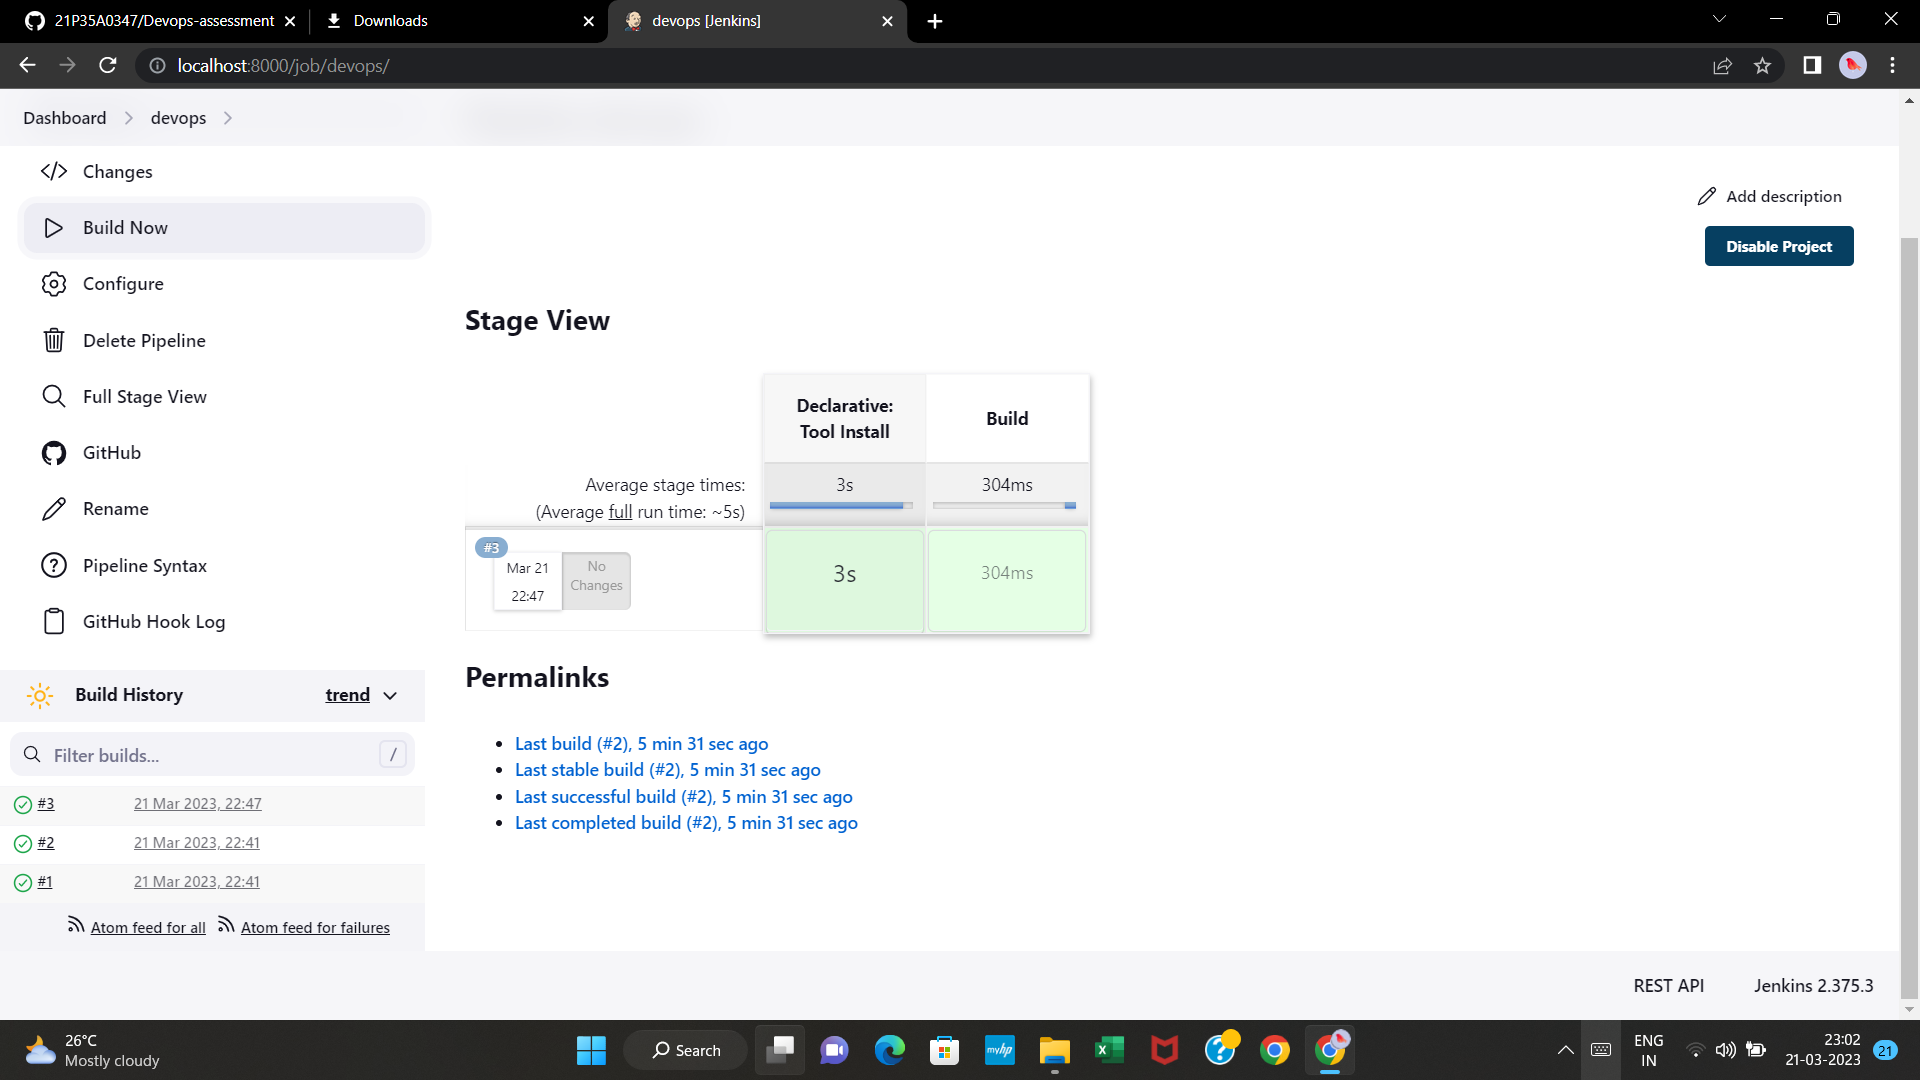 21P35A0347/Devops-assessment
Downloads
devops [Jenkins]
localhost:8000/job/devops/
Dashboard
devops
Changes
Build Now
Configure
Delete Pipeline
Full Stage View
GitHub
Rename
Pipeline Syntax
GitHub Hook Log
Build History
trend
Filter builds...
/
#3
21 Mar 2023, 22:47
#2
21 Mar 2023, 22:41
#1
21 Mar 2023, 22:41
Atom feed for all
Atom feed for failures
Add description
Disable Project
Stage View
Declarative:
Tool Install
Build
Average stage times:
(Average full run time: ~5s)
3s
304ms
#3
Mar 21
22:47
No
Changes
3s
304ms
Permalinks
Last build (#2), 5 min 31 sec ago
Last stable build (#2), 5 min 31 sec ago
Last successful build (#2), 5 min 31 sec ago
Last completed build (#2), 5 min 31 sec ago
REST API
Jenkins 2.375.3
26°C
Mostly cloudy
Search
myhp
ENG
IN
23:02
21-03-2023
21